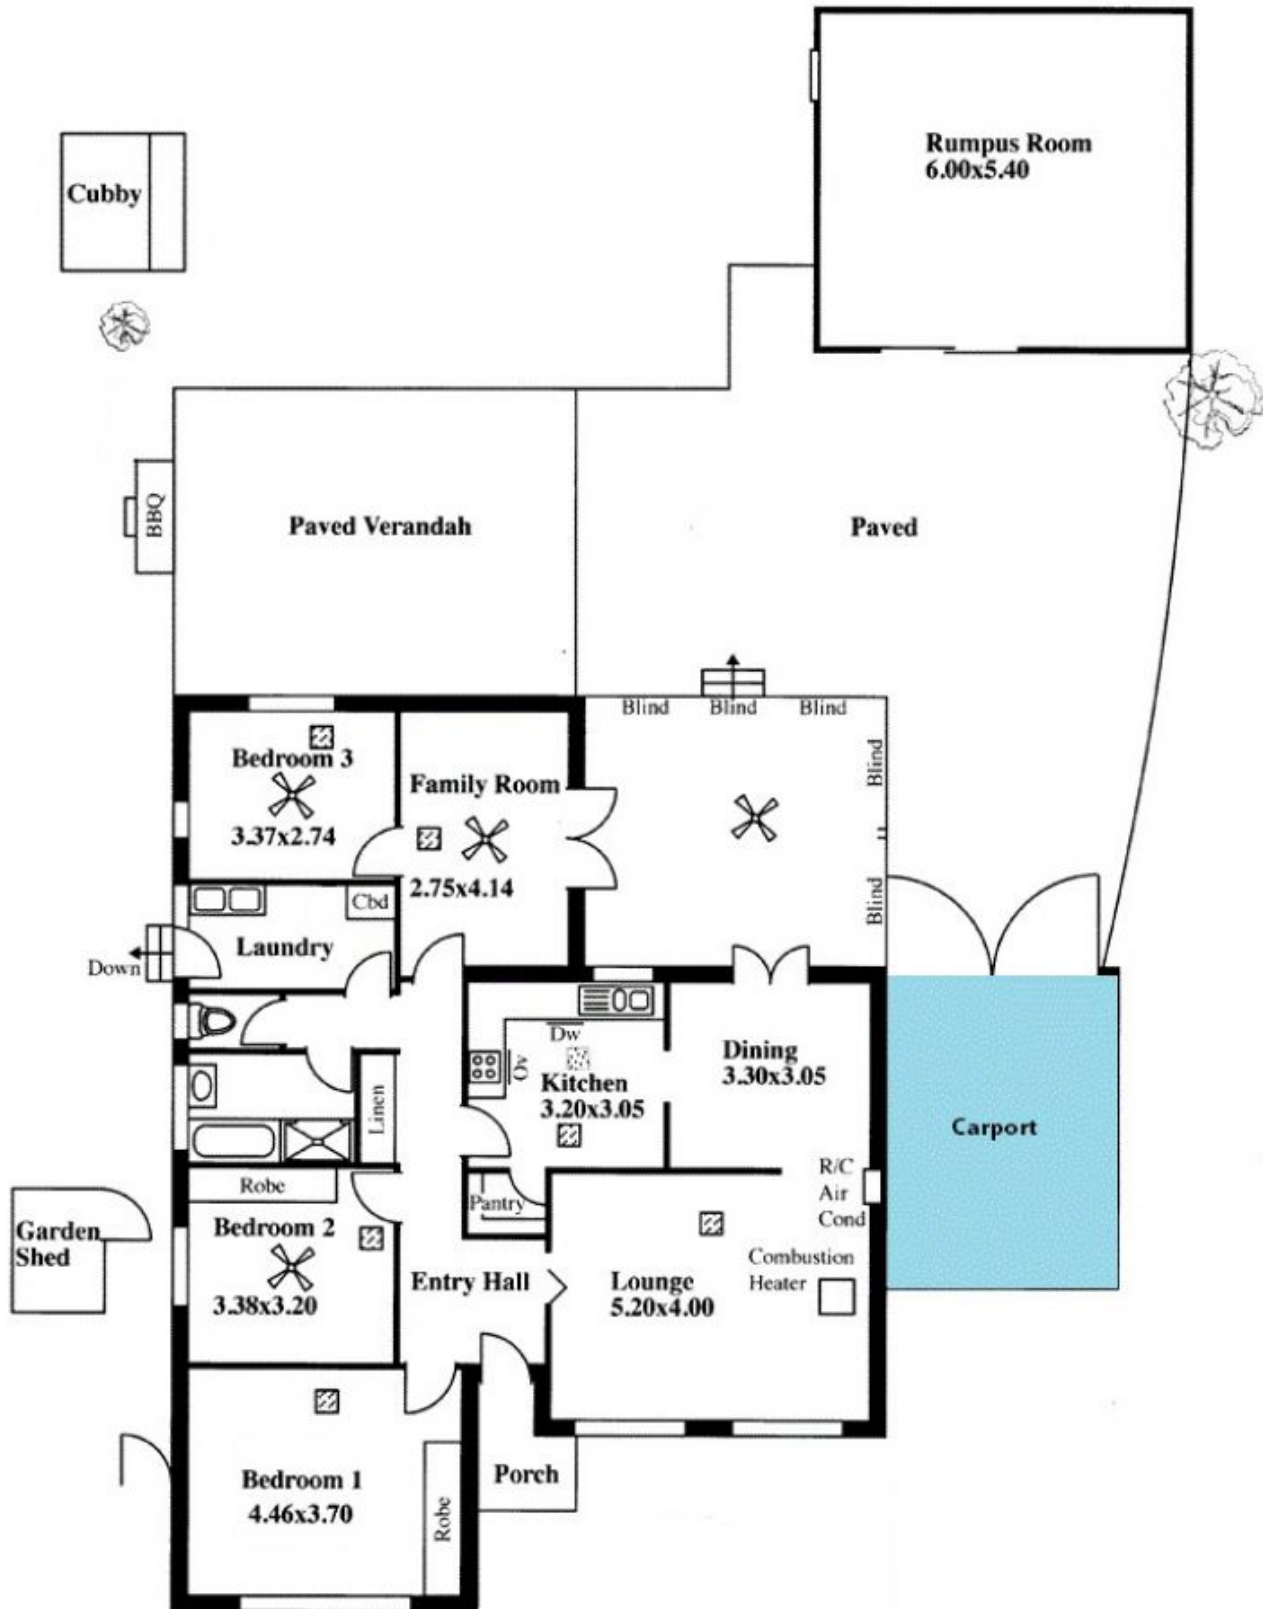 Rumpus Room
6.00x5.40
Cubby
BBQ
Paved Verandah
Paved
Blind
Blind
Blind
Blind
Blind
Bedroom 3
3.37x2.74
Family Room
2.75x4.14
Cbd
Laundry
Down
Dw
Ov
Kitchen
3.20x3.05
Dining
3.30x3.05
Linen
Carport
Robe
Pantry
R/C
Air
Cond
Garden
Shed
Bedroom 2
3.38x3.20
Entry Hall
Lounge
5.20x4.00
Combustion
Heater
Bedroom 1
4.46x3.70
Robe
Porch